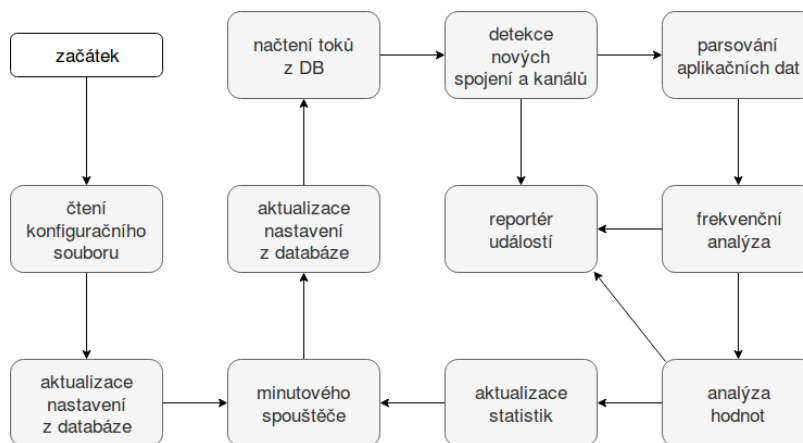 začátek
načtení toků
z DB
detekce
nových
spojení a kanálů
parsování
aplikačních dat
čtení
konfiguračního
souboru
aktualizace
nastavení
z databáze
reportér
událostí
frekvenční
analýza
aktualizace
nastavení
z databáze
minutového
spouštěče
aktualizace
statistik
analýza
hodnot